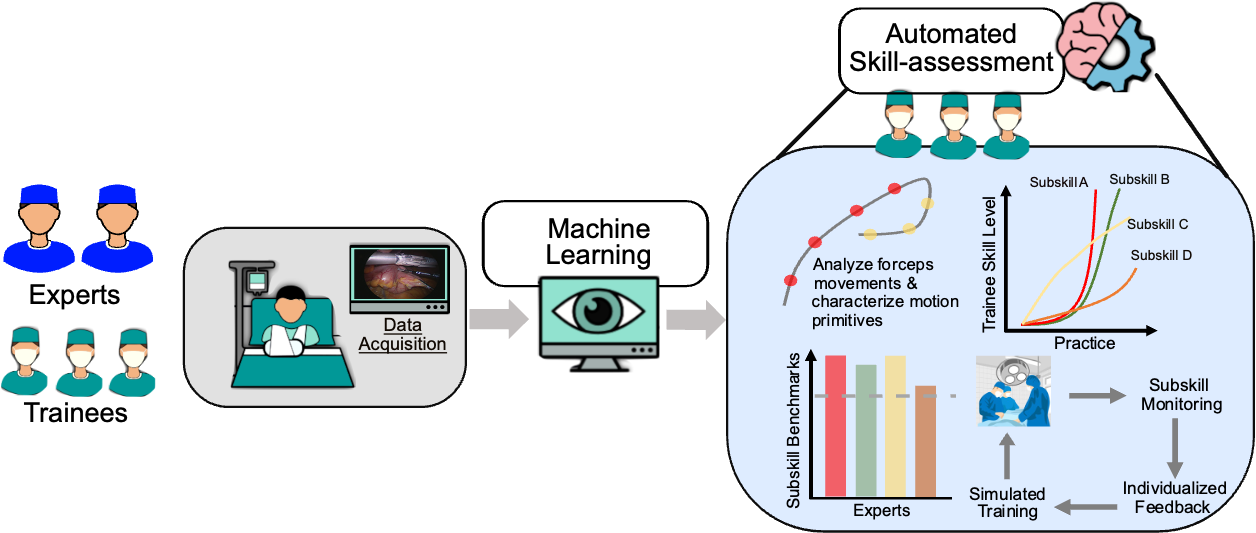 Experts
Trainees
Data
Acquisition
Machine
Learning
Automated
Skill-assessment
Analyze forceps
movements &
characterize motion
primitives
Trainee Skill Level
Subskill A
Subskill B
Subskill C
Subskill D
Practice
Subskill Benchmarks
Experts
Subskill
Monitoring
Individualized
Feedback
Simulated
Training